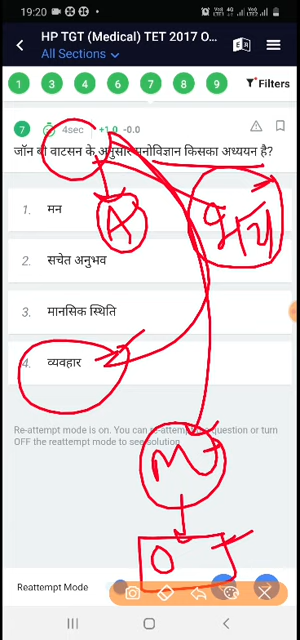 19:20
HP TGT (Medical) TET 2017 O...
All Sections
1 3 4 6 7 8 9 Filters
7 4sec +1.0 -0.0
जॉन बी वाटसन के अनुसार मनोविज्ञान किसका अध्ययन है?
1. मन
A
2. सचेत अनुभव
3. मानसिक स्थिति
4. व्यवहार
Re-attempt mode is on. You can re-attempt question or turn
OFF the reattempt mode to see solution
M
O
Reattempt Mode